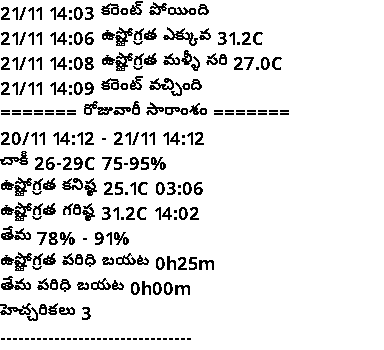 21/11 14:03 కరెంట్ పోయింది
21/11 14:06 ఉష్ణోగ్రత ఎక్కువ 31.2C
21/11 14:08 ఉష్ణోగ్రత మళ్ళీ సరి 27.0C
21/11 14:09 కరెంట్ వచ్చింది
======= రోజువారీ సారాంశం =======
20/11 14:12 - 21/11 14:12
చాకీ 26-29C 75-95%
ఉష్ణోగ్రత కనిష్ఠ 25.1C 03:06
ఉష్ణోగ్రత గరిష్ఠ 31.2C 14:02
తేమ 78% - 91%
ఉష్ణోగ్రత పరిధి బయట 0h25m
తేమ పరిధి బయట 0h00m
హెచ్చరికలు 3
--------------------------------